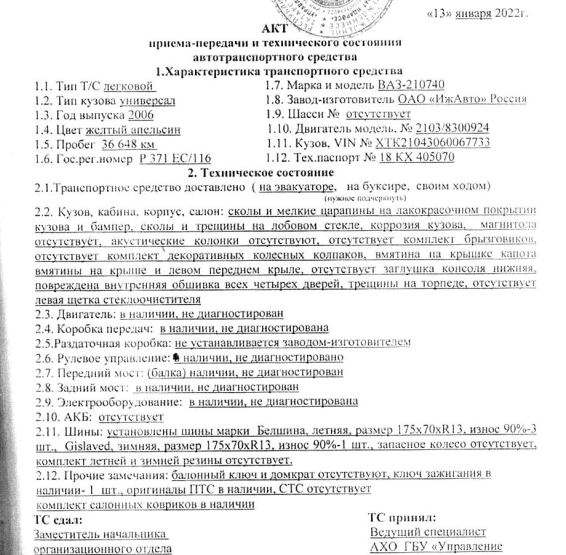 «13» января 2022г.
АКТ
приема-передачи и технического состояния
автотранспортного средства
1.Характеристика транспортного средства
1.1. Тип Т/С легковой
1.7. Марка и модель ВАЗ-210740
1.2. Тип кузова универсал
1.8. Завод-изготовитель ОАО «ИжАвто» Россия
1.3. Год выпуска 2006
1.9. Шасси № отсутствует
1.4. Цвет желтый апельсин
1.10. Двигатель модель, № 2103/8300924
1.5. Пробег 36 648 км
1.11. Кузов, VIN № XTK21043060067733
1.6. Гос.рег.номер Р 371 ЕС/116
1.12. Тех.паспорт № 18 КХ 405070
2. Техническое состояние
2.1.Транспортное средство доставлено ( на эвакуаторе, на буксире, своим ходом)
(нужное подчеркнуть)
2.2. Кузов, кабина, корпус, салон: сколы и мелкие царапины на лакокрасочном покрытии
кузова и бампер, сколы и трещины на лобовом стекле, коррозия кузова, магнитола
отсутствует, акустические колонки отсутствуют, отсутствует комплект брызговиков,
отсутствует комплект декоративных колесных колпаков, вмятина на крышке капота
вмятины на крыше и левом переднем крыле, отсутствует заглушка консоля нижняя,
повреждена внутренняя обшивка всех четырех дверей, трещины на торпеде, отсутствует
левая щетка стеклоочистителя
2.3. Двигатель: в наличии, не диагностирован
2.4. Коробка передач: в наличии, не диагностирована
2.5.Раздаточная коробка: не устанавливается заводом-изготовителем
2.6. Рулевое управление: в наличии, не диагностировано
2.7. Передний мост: (балка) наличии, не диагностирован
2.8. Задний мост: в наличии, не диагностирован
2.9. Электрооборудование: в наличии, не диагностирована
2.10. АКБ: отсутствует
2.11. Шины: установлены шины марки Белшина, летняя, размер 175х70хR13, износ 90%-3
шт., Gislaved, зимняя, размер 175х70хR13, износ 90%-1 шт., запасное колесо отсутствует,
комплект летней и зимней резины отсутствует.
2.12. Прочие замечания: балонный ключ и домкрат отсутствуют, ключ зажигания в
наличии- 1 шт., оригиналы ПТС в наличии, СТС отсутствует
комплект салонных ковриков в наличии
ТС сдал:
ТС принял:
Заместитель начальника
Ведущий специалист
организационного отдела
АХО ГБУ «Управление